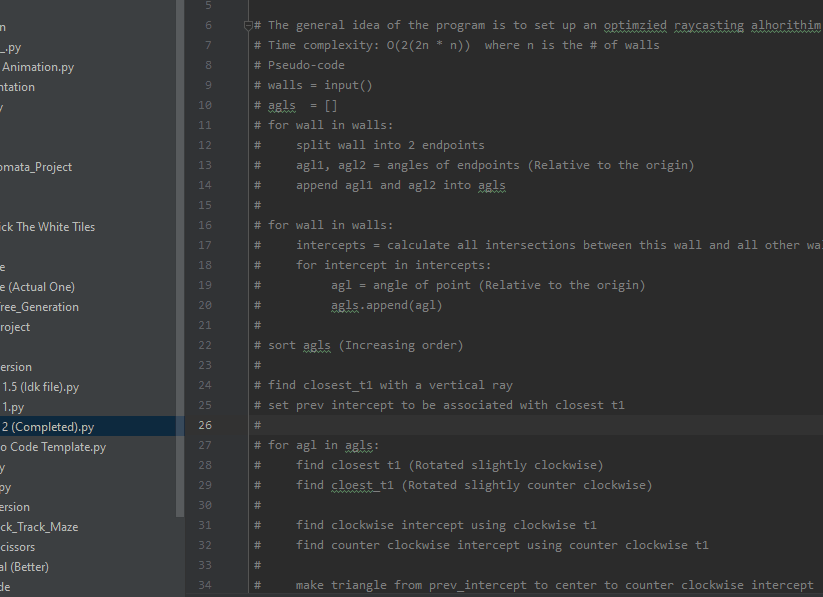 n
_.py
Animation.py
ntation
y
omata_Project
ick The White Tiles
e
e (Actual One)
Tree_Generation
roject
ersion
1.5 (Idk file).py
1.py
2 (Completed).py
o Code Template.py
y
py
ersion
ck_Track_Maze
cissors
al (Better)
de
5
6 # The general idea of the program is to set up an optimzied raycasting alhorithim
7 # Time complexity: O(2(2n * n))  where n is the # of walls
8 # Pseudo-code
9 # walls = input()
10 # agls  = []
11 # for wall in walls:
12 #     split wall into 2 endpoints
13 #     agl1, agl2 = angles of endpoints (Relative to the origin)
14 #     append agl1 and agl2 into agls
15 #
16 # for wall in walls:
17 #     intercepts = calculate all intersections between this wall and all other wa
18 #     for intercept in intercepts:
19 #         agl = angle of point (Relative to the origin)
20 #         agls.append(agl)
21 #
22 # sort agls (Increasing order)
23 #
24 # find closest_t1 with a vertical ray
25 # set prev intercept to be associated with closest t1
26 #
27 # for agl in agls:
28 #     find closest t1 (Rotated slightly clockwise)
29 #     find cloest_t1 (Rotated slightly counter clockwise)
30 #
31 #     find clockwise intercept using clockwise t1
32 #     find counter clockwise intercept using counter clockwise t1
33 #
34 #     make triangle from prev_intercept to center to counter clockwise intercept